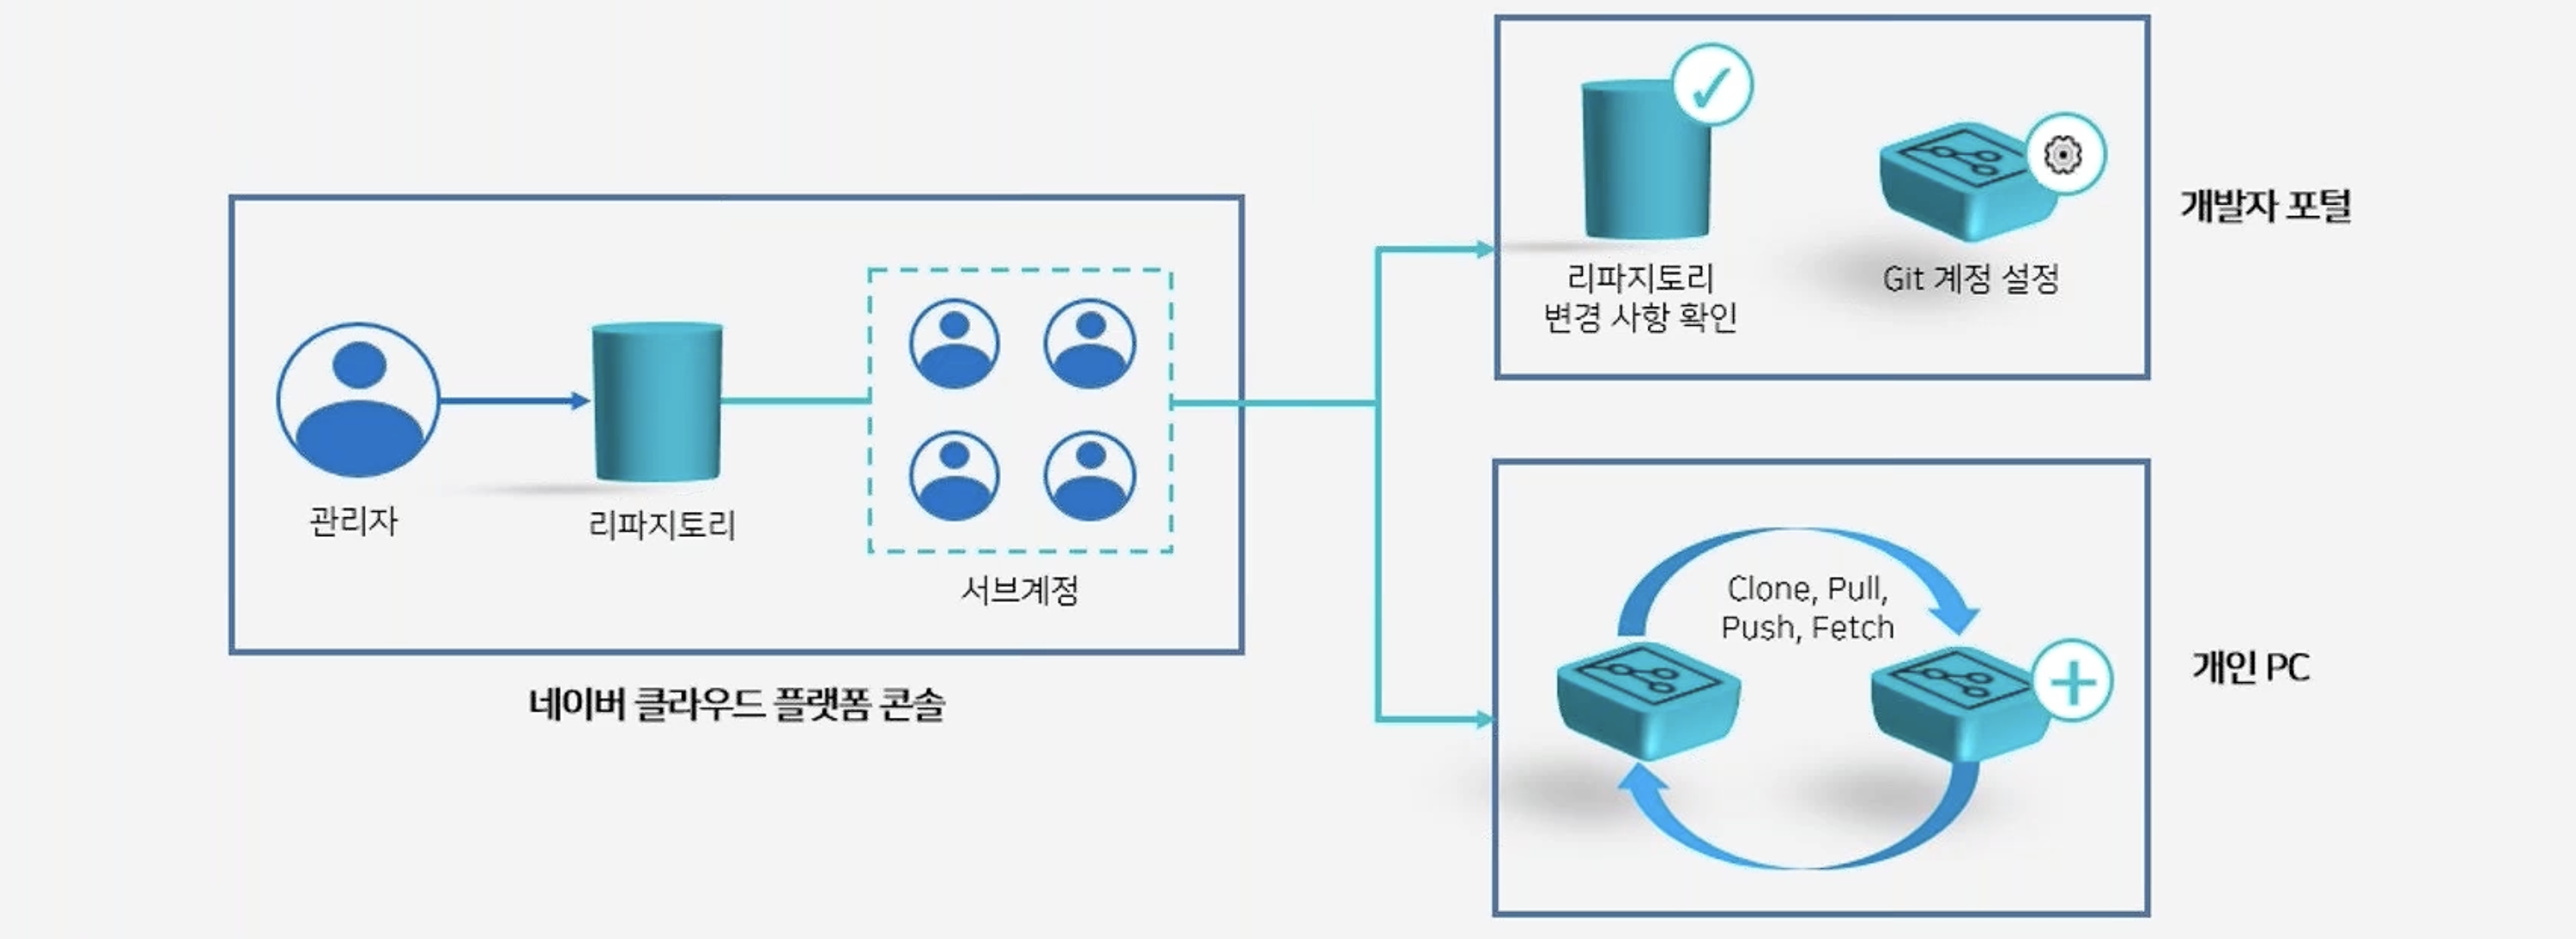 관리자
리파지토리
서브계정
네이버 클라우드 플랫폼 콘솔
리파지토리
변경 사항 확인
Git 계정 설정
개발자 포털
Clone, Pull,
Push, Fetch
개인 PC